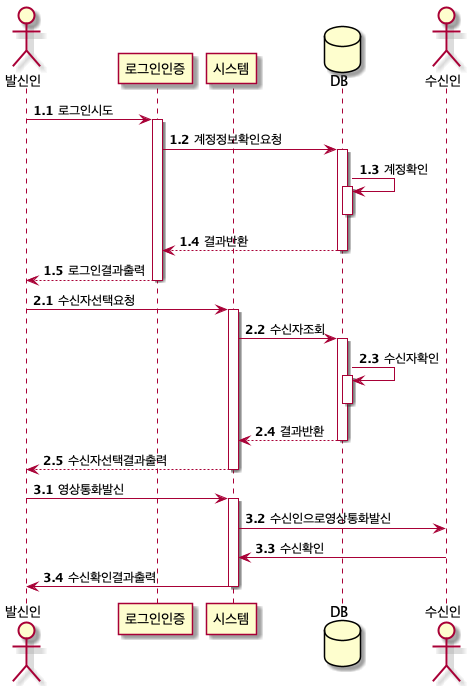 발신인
로그인인증
시스템
DB
수신인
1.1 로그인시도
1.2 계정정보확인요청
1.3 계정확인
1.4 결과반환
1.5 로그인결과출력
2.1 수신자선택요청
2.2 수신자조회
2.3 수신자확인
2.4 결과반환
2.5 수신자선택결과출력
3.1 영상통화발신
3.2 수신인으로영상통화발신
3.3 수신확인
3.4 수신확인결과출력
발신인
로그인인증
시스템
DB
수신인